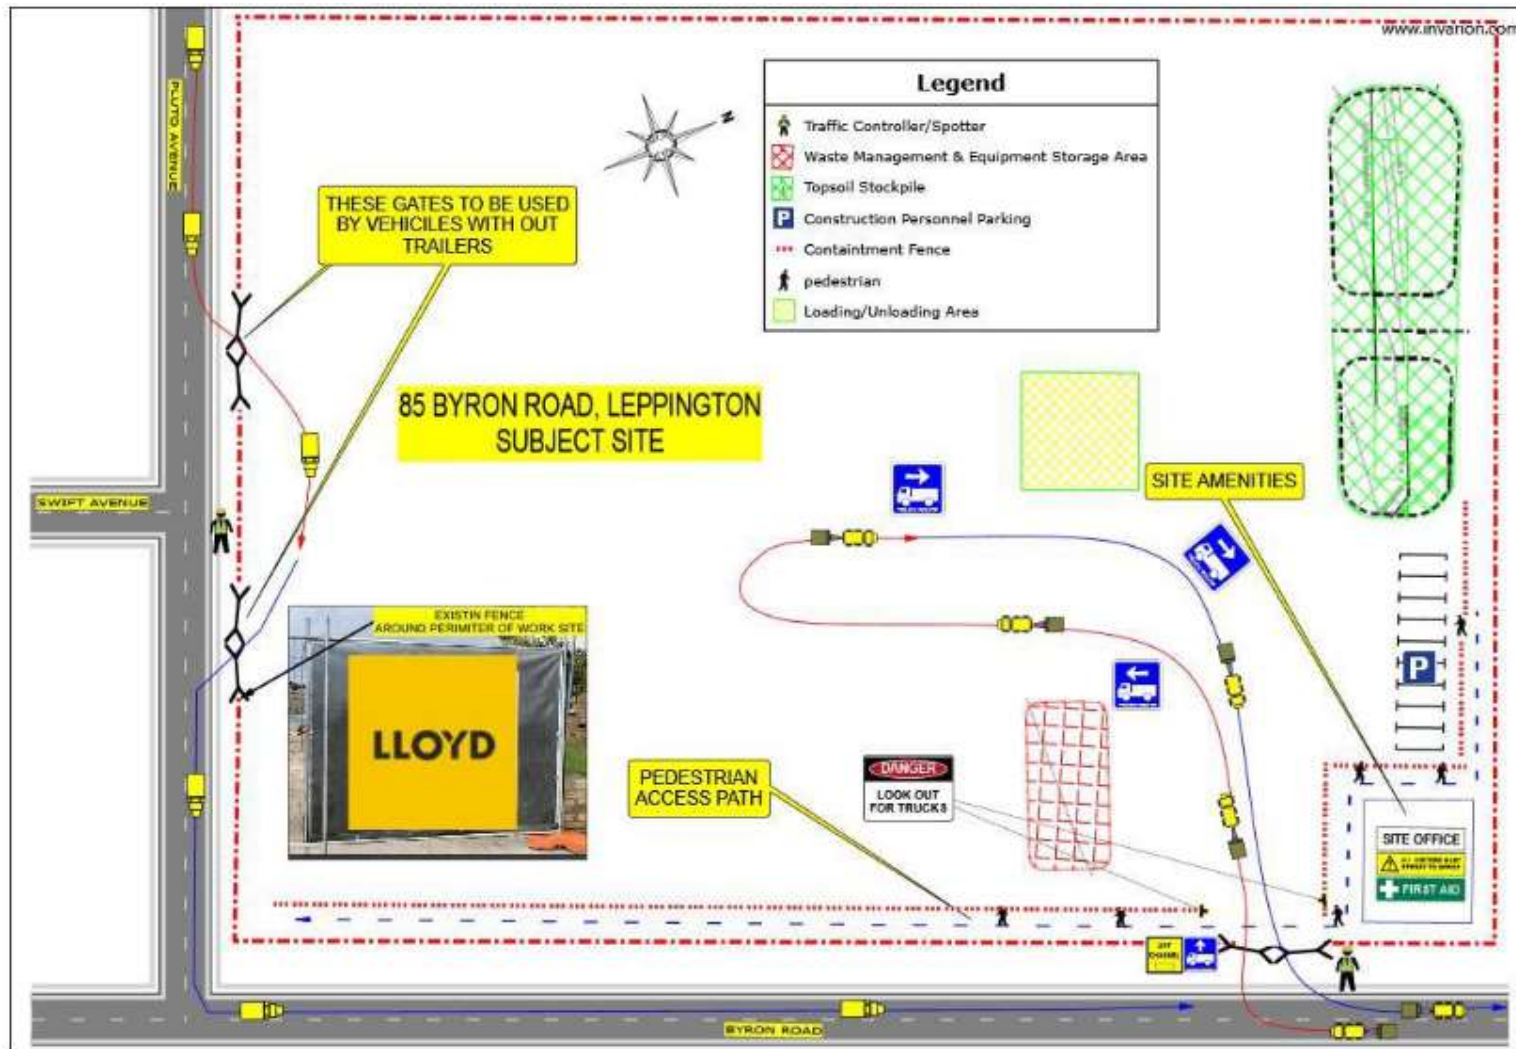 www.invarion.com
Legend
Traffic Controller/Spotter
Waste Management & Equipment Storage Area
Topsoil Stockpile
P
Construction Personnel Parking
Containtment Fence
pedestrian
Loading/Unloading Area
N
PLUTO AVENUE
THESE GATES TO BE USED
BY VEHICILES WITH OUT
TRAILERS
85 BYRON ROAD, LEPPINGTON
SUBJECT SITE
SWIFT AVENUE
SITE AMENITIES
EXISTIN FENCE
AROUND PERIMITER OF WORK SITE
LLOYD
P
PEDESTRIAN
ACCESS PATH
DANGER
LOOK OUT
FOR TRUCKS
SITE OFFICE
FIRST AID
BYRON ROAD